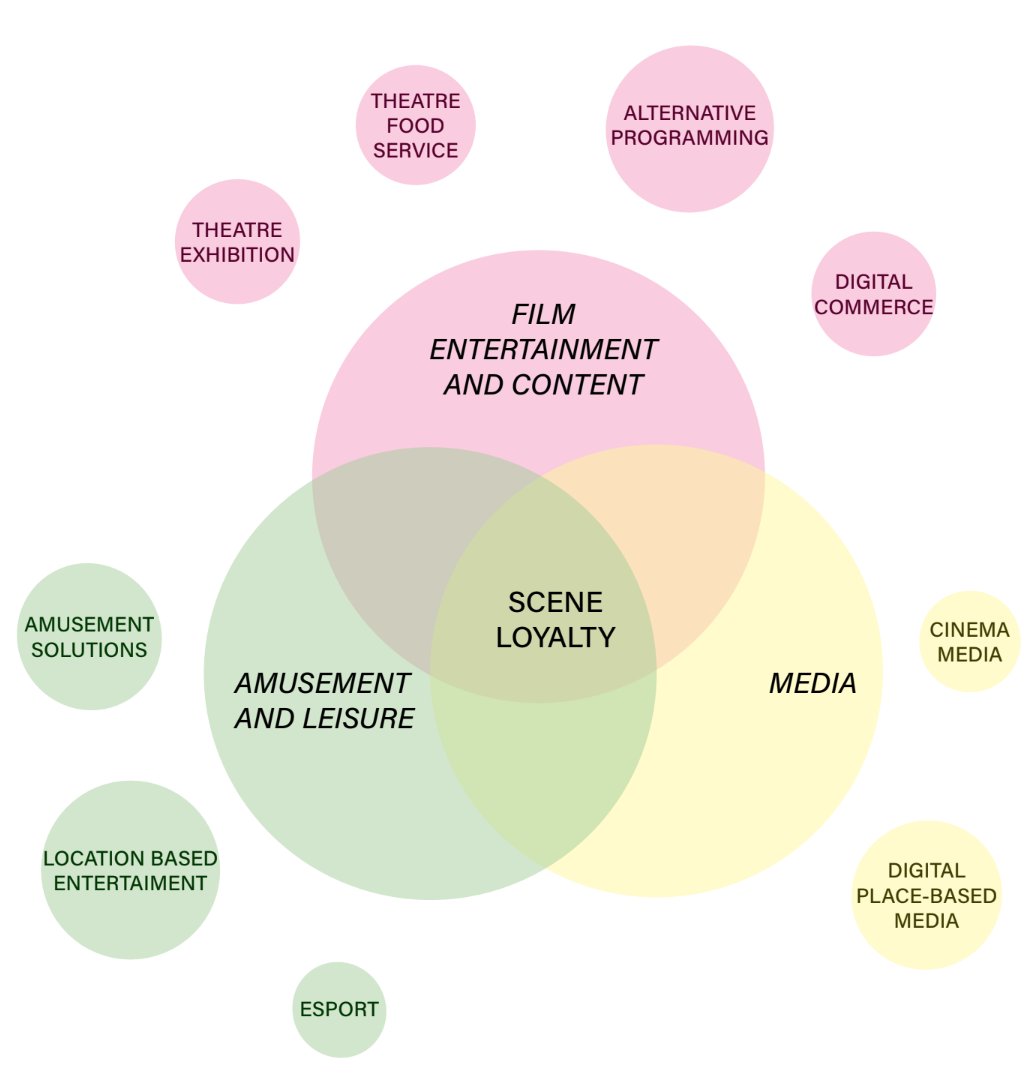 THEATRE
FOOD
SERVICE
ALTERNATIVE
PROGRAMMING
THEATRE
EXHIBITION
DIGITAL
COMMERCE
FILM
ENTERTAINMENT
AND CONTENT
SCENE
LOYALTY
AMUSEMENT
AND LEISURE
MEDIA
AMUSEMENT
SOLUTIONS
CINEMA
MEDIA
LOCATION BASED
ENTERTAIMENT
DIGITAL
PLACE-BASED
MEDIA
ESPORT